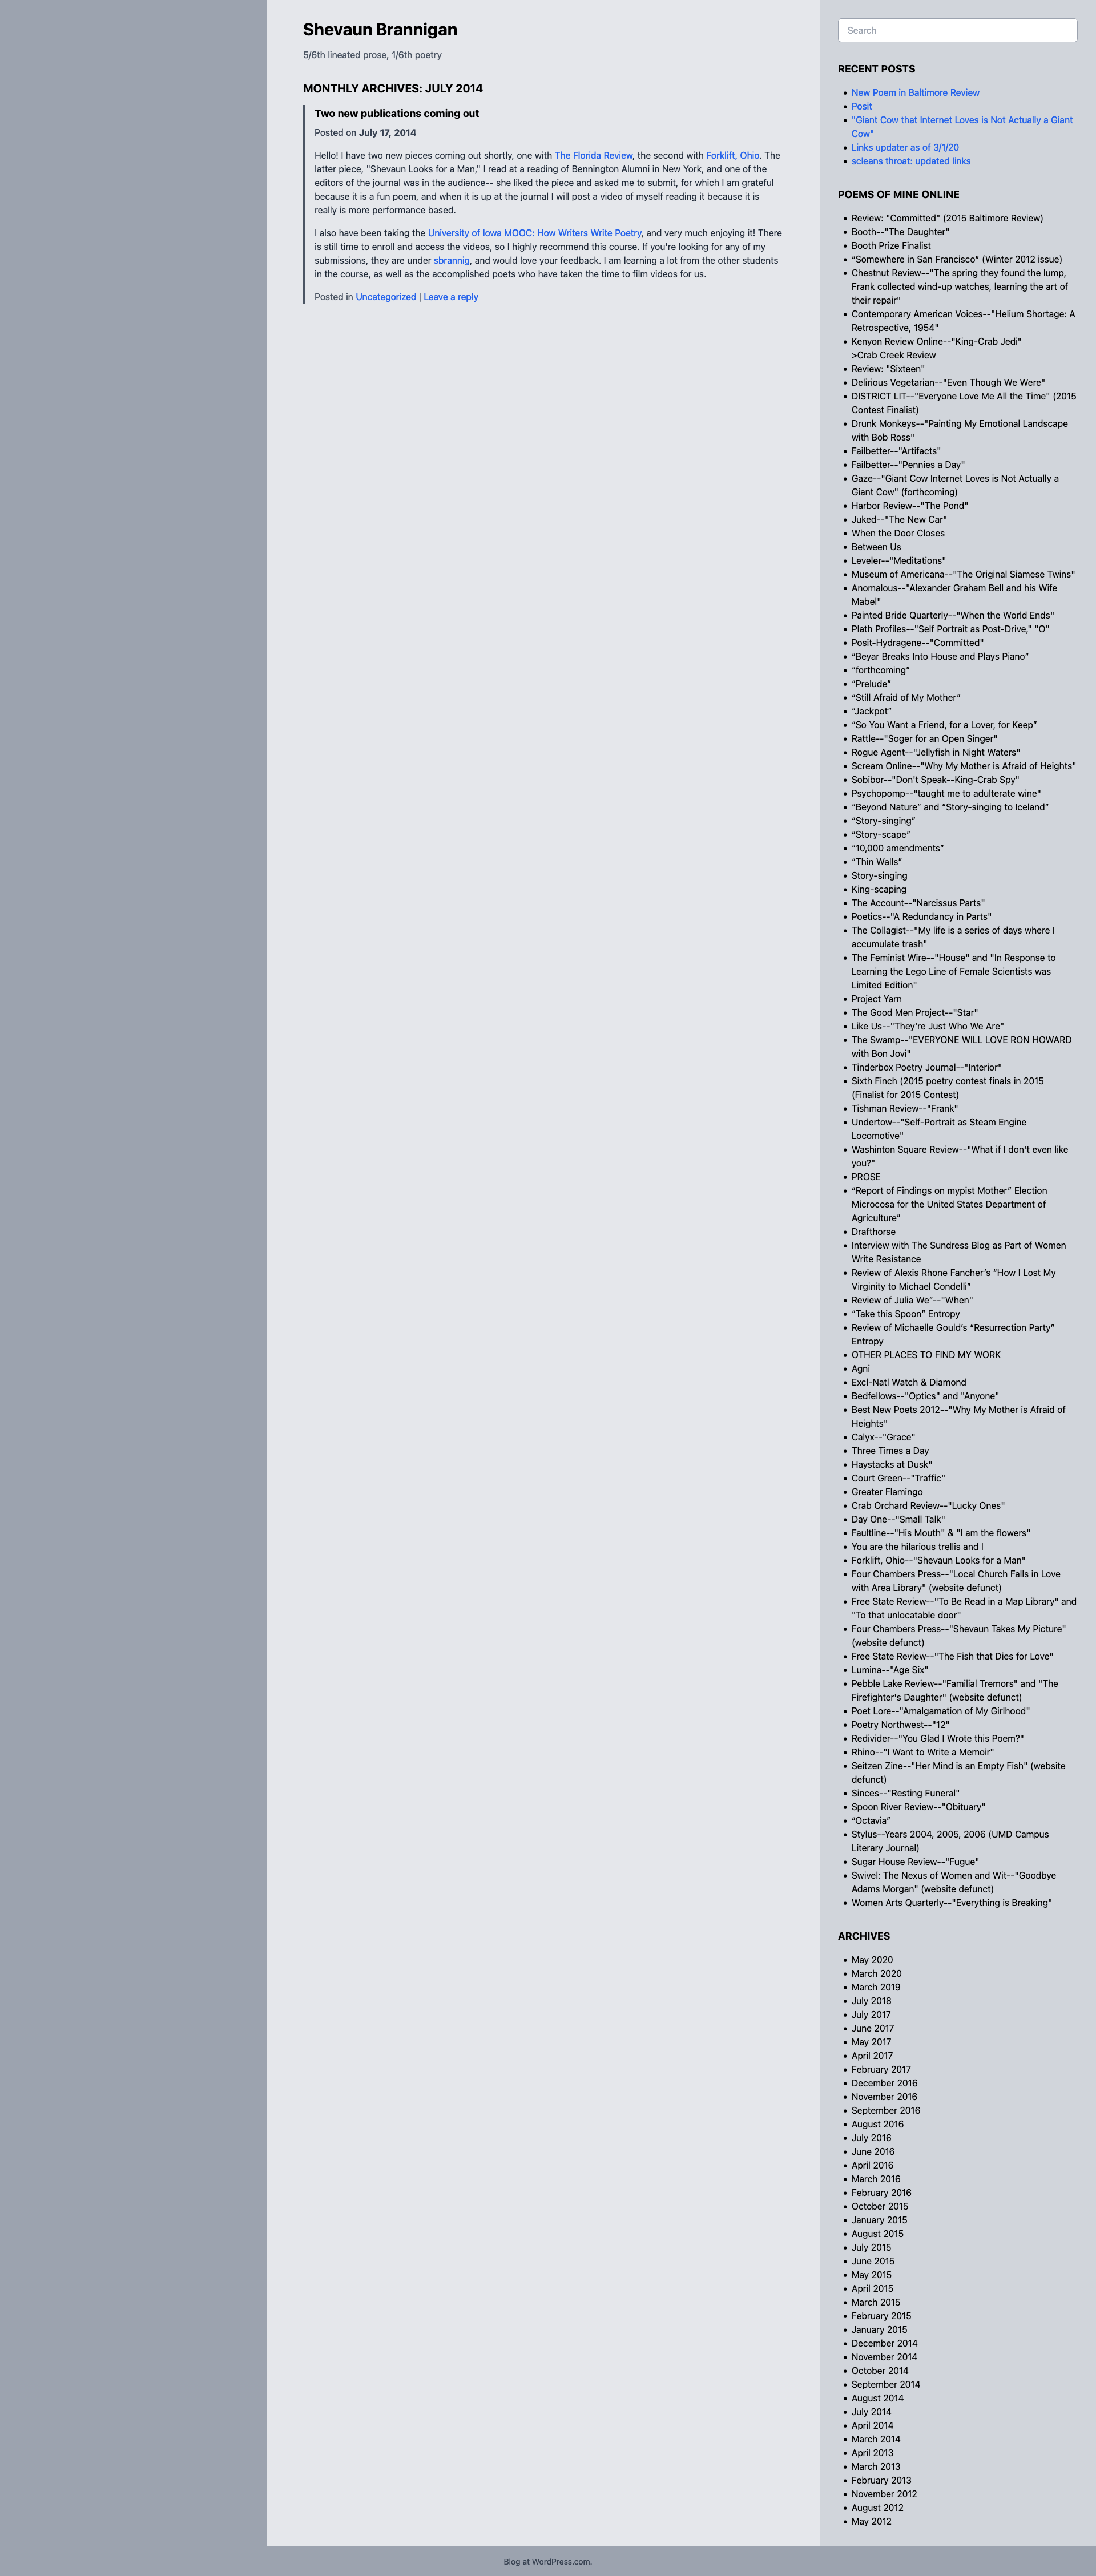 Shevaun Brannigan
5/6th lineated prose, 1/6th poetry
MONTHLY ARCHIVES: JULY 2014
Two new publications coming out
Posted on July 17, 2014
Hello! I have two new pieces coming out shortly, one with The Florida Review, the second with Forklift, Ohio. The
latter piece, "Shevaun Looks for a Man," I read at a reading of Bennington Alumni in New York, and one of the
editors of the journal was in the audience-- she liked the piece and asked me to submit, for which I am grateful
because it is a fun poem, and when it is up at the journal I will post a video of myself reading it because it is
really is more performance based.
I also have been taking the University of Iowa MOOC: How Writers Write Poetry, and very much enjoying it! There
is still time to enroll and access the videos, so I highly recommend this course. If you're looking for any of my
submissions, they are under sbrannig, and would love your feedback. I am learning a lot from the other students
in the course, as well as the accomplished poets who have taken the time to film videos for us.
Posted in Uncategorized | Leave a reply
Search
RECENT POSTS
New Poem in Baltimore Review
Posit
"Giant Cow that Internet Loves is Not Actually a Giant
Cow"
Links updater as of 3/1/20
scleans throat: updated links
POEMS OF MINE ONLINE
Review: "Committed" (2015 Baltimore Review)
Booth--"The Daughter"
Booth Prize Finalist
“Somewhere in San Francisco” (Winter 2012 issue)
Chestnut Review--"The spring they found the lump,
Frank collected wind-up watches, learning the art of
their repair"
Contemporary American Voices--"Helium Shortage: A
Retrospective, 1954"
Kenyon Review Online--"King-Crab Jedi"
>Crab Creek Review
Review: "Sixteen"
Delirious Vegetarian--"Even Though We Were"
DISTRICT LIT--"Everyone Love Me All the Time" (2015
Contest Finalist)
Drunk Monkeys--"Painting My Emotional Landscape
with Bob Ross"
Failbetter--"Artifacts"
Failbetter--"Pennies a Day"
Gaze--"Giant Cow Internet Loves is Not Actually a
Giant Cow" (forthcoming)
Harbor Review--"The Pond"
Juked--"The New Car"
When the Door Closes
Between Us
Leveler--"Meditations"
Museum of Americana--"The Original Siamese Twins"
Anomalous--"Alexander Graham Bell and his Wife
Mabel"
Painted Bride Quarterly--"When the World Ends"
Plath Profiles--"Self Portrait as Post-Drive," "O"
Posit-Hydragene--"Committed"
“Beyar Breaks Into House and Plays Piano”
“forthcoming”
“Prelude”
“Still Afraid of My Mother”
“Jackpot”
“So You Want a Friend, for a Lover, for Keep”
Rattle--"Soger for an Open Singer"
Rogue Agent--"Jellyfish in Night Waters"
Scream Online--"Why My Mother is Afraid of Heights"
Sobibor--"Don't Speak--King-Crab Spy"
Psychopomp--"taught me to adulterate wine"
“Beyond Nature” and “Story-singing to Iceland”
“Story-singing”
“Story-scape”
“10,000 amendments”
“Thin Walls”
Story-singing
King-scaping
The Account--"Narcissus Parts"
Poetics--"A Redundancy in Parts"
The Collagist--"My life is a series of days where I
accumulate trash"
The Feminist Wire--"House" and "In Response to
Learning the Lego Line of Female Scientists was
Limited Edition"
Project Yarn
The Good Men Project--"Star"
Like Us--"They're Just Who We Are"
The Swamp--"EVERYONE WILL LOVE RON HOWARD
with Bon Jovi"
Tinderbox Poetry Journal--"Interior"
Sixth Finch (2015 poetry contest finals in 2015
(Finalist for 2015 Contest)
Tishman Review--"Frank"
Undertow--"Self-Portrait as Steam Engine
Locomotive"
Washinton Square Review--"What if I don't even like
you?"
PROSE
“Report of Findings on mypist Mother” Election
Microcosa for the United States Department of
Agriculture”
Drafthorse
Interview with The Sundress Blog as Part of Women
Write Resistance
Review of Alexis Rhone Fancher’s “How I Lost My
Virginity to Michael Condelli”
Review of Julia We”--"When"
“Take this Spoon” Entropy
Review of Michaelle Gould’s “Resurrection Party”
Entropy
OTHER PLACES TO FIND MY WORK
Agni
Excl-Natl Watch & Diamond
Bedfellows--"Optics" and "Anyone"
Best New Poets 2012--"Why My Mother is Afraid of
Heights"
Calyx--"Grace"
Three Times a Day
Haystacks at Dusk"
Court Green--"Traffic"
Greater Flamingo
Crab Orchard Review--"Lucky Ones"
Day One--"Small Talk"
Faultline--"His Mouth" & "I am the flowers"
You are the hilarious trellis and I
Forklift, Ohio--"Shevaun Looks for a Man"
Four Chambers Press--"Local Church Falls in Love
with Area Library" (website defunct)
Free State Review--"To Be Read in a Map Library" and
"To that unlocatable door"
Four Chambers Press--"Shevaun Takes My Picture"
(website defunct)
Free State Review--"The Fish that Dies for Love"
Lumina--"Age Six"
Pebble Lake Review--"Familial Tremors" and "The
Firefighter's Daughter" (website defunct)
Poet Lore--"Amalgamation of My Girlhood"
Poetry Northwest--"12"
Redivider--"You Glad I Wrote this Poem?"
Rhino--"I Want to Write a Memoir"
Seitzen Zine--"Her Mind is an Empty Fish" (website
defunct)
Sinces--"Resting Funeral"
Spoon River Review--"Obituary"
“Octavia”
Stylus--Years 2004, 2005, 2006 (UMD Campus
Literary Journal)
Sugar House Review--"Fugue"
Swivel: The Nexus of Women and Wit--"Goodbye
Adams Morgan" (website defunct)
Women Arts Quarterly--"Everything is Breaking"
ARCHIVES
May 2020
March 2020
March 2019
July 2018
July 2017
June 2017
May 2017
April 2017
February 2017
December 2016
November 2016
September 2016
August 2016
July 2016
June 2016
April 2016
March 2016
February 2016
October 2015
January 2015
August 2015
July 2015
June 2015
May 2015
April 2015
March 2015
February 2015
January 2015
December 2014
November 2014
October 2014
September 2014
August 2014
July 2014
April 2014
March 2014
April 2013
March 2013
February 2013
November 2012
August 2012
May 2012
Blog at WordPress.com.